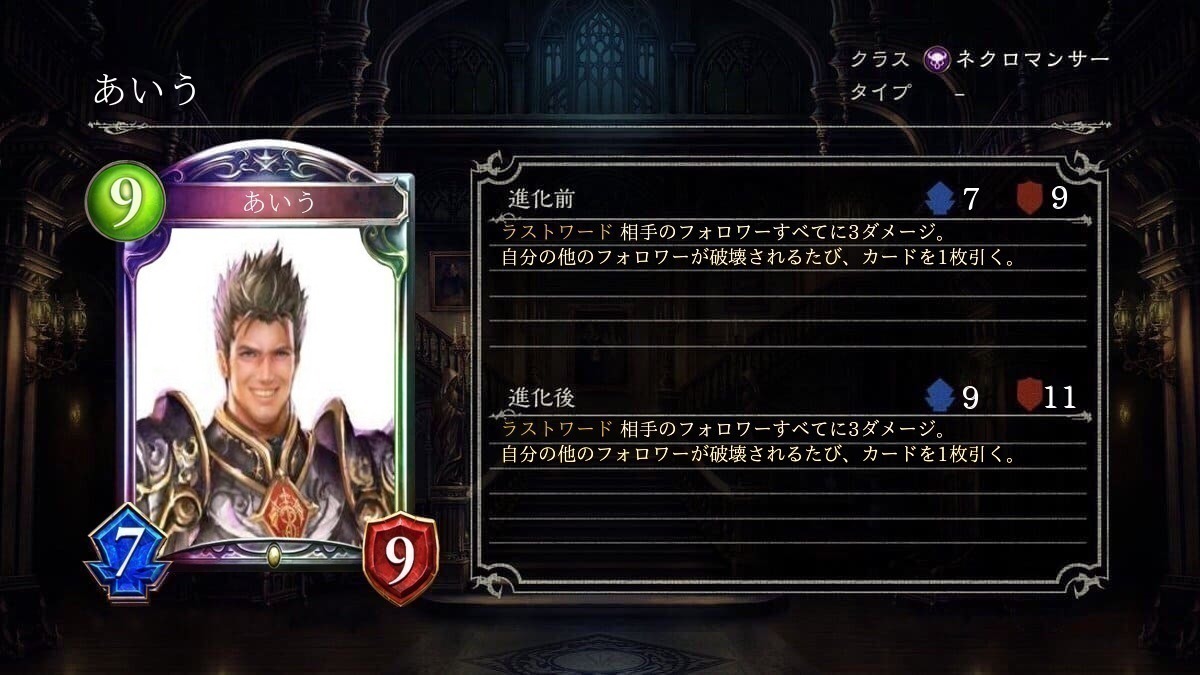 あいう
クラス ネクロマンサー
タイプ -
9
あいう
7
9
進化前 7 9
ラストワード 相手のフォロワーすべてに3ダメージ。
自分の他のフォロワーが破壊されるたび、カードを1枚引く。
進化後 9 11
ラストワード 相手のフォロワーすべてに3ダメージ。
自分の他のフォロワーが破壊されるたび、カードを1枚引く。